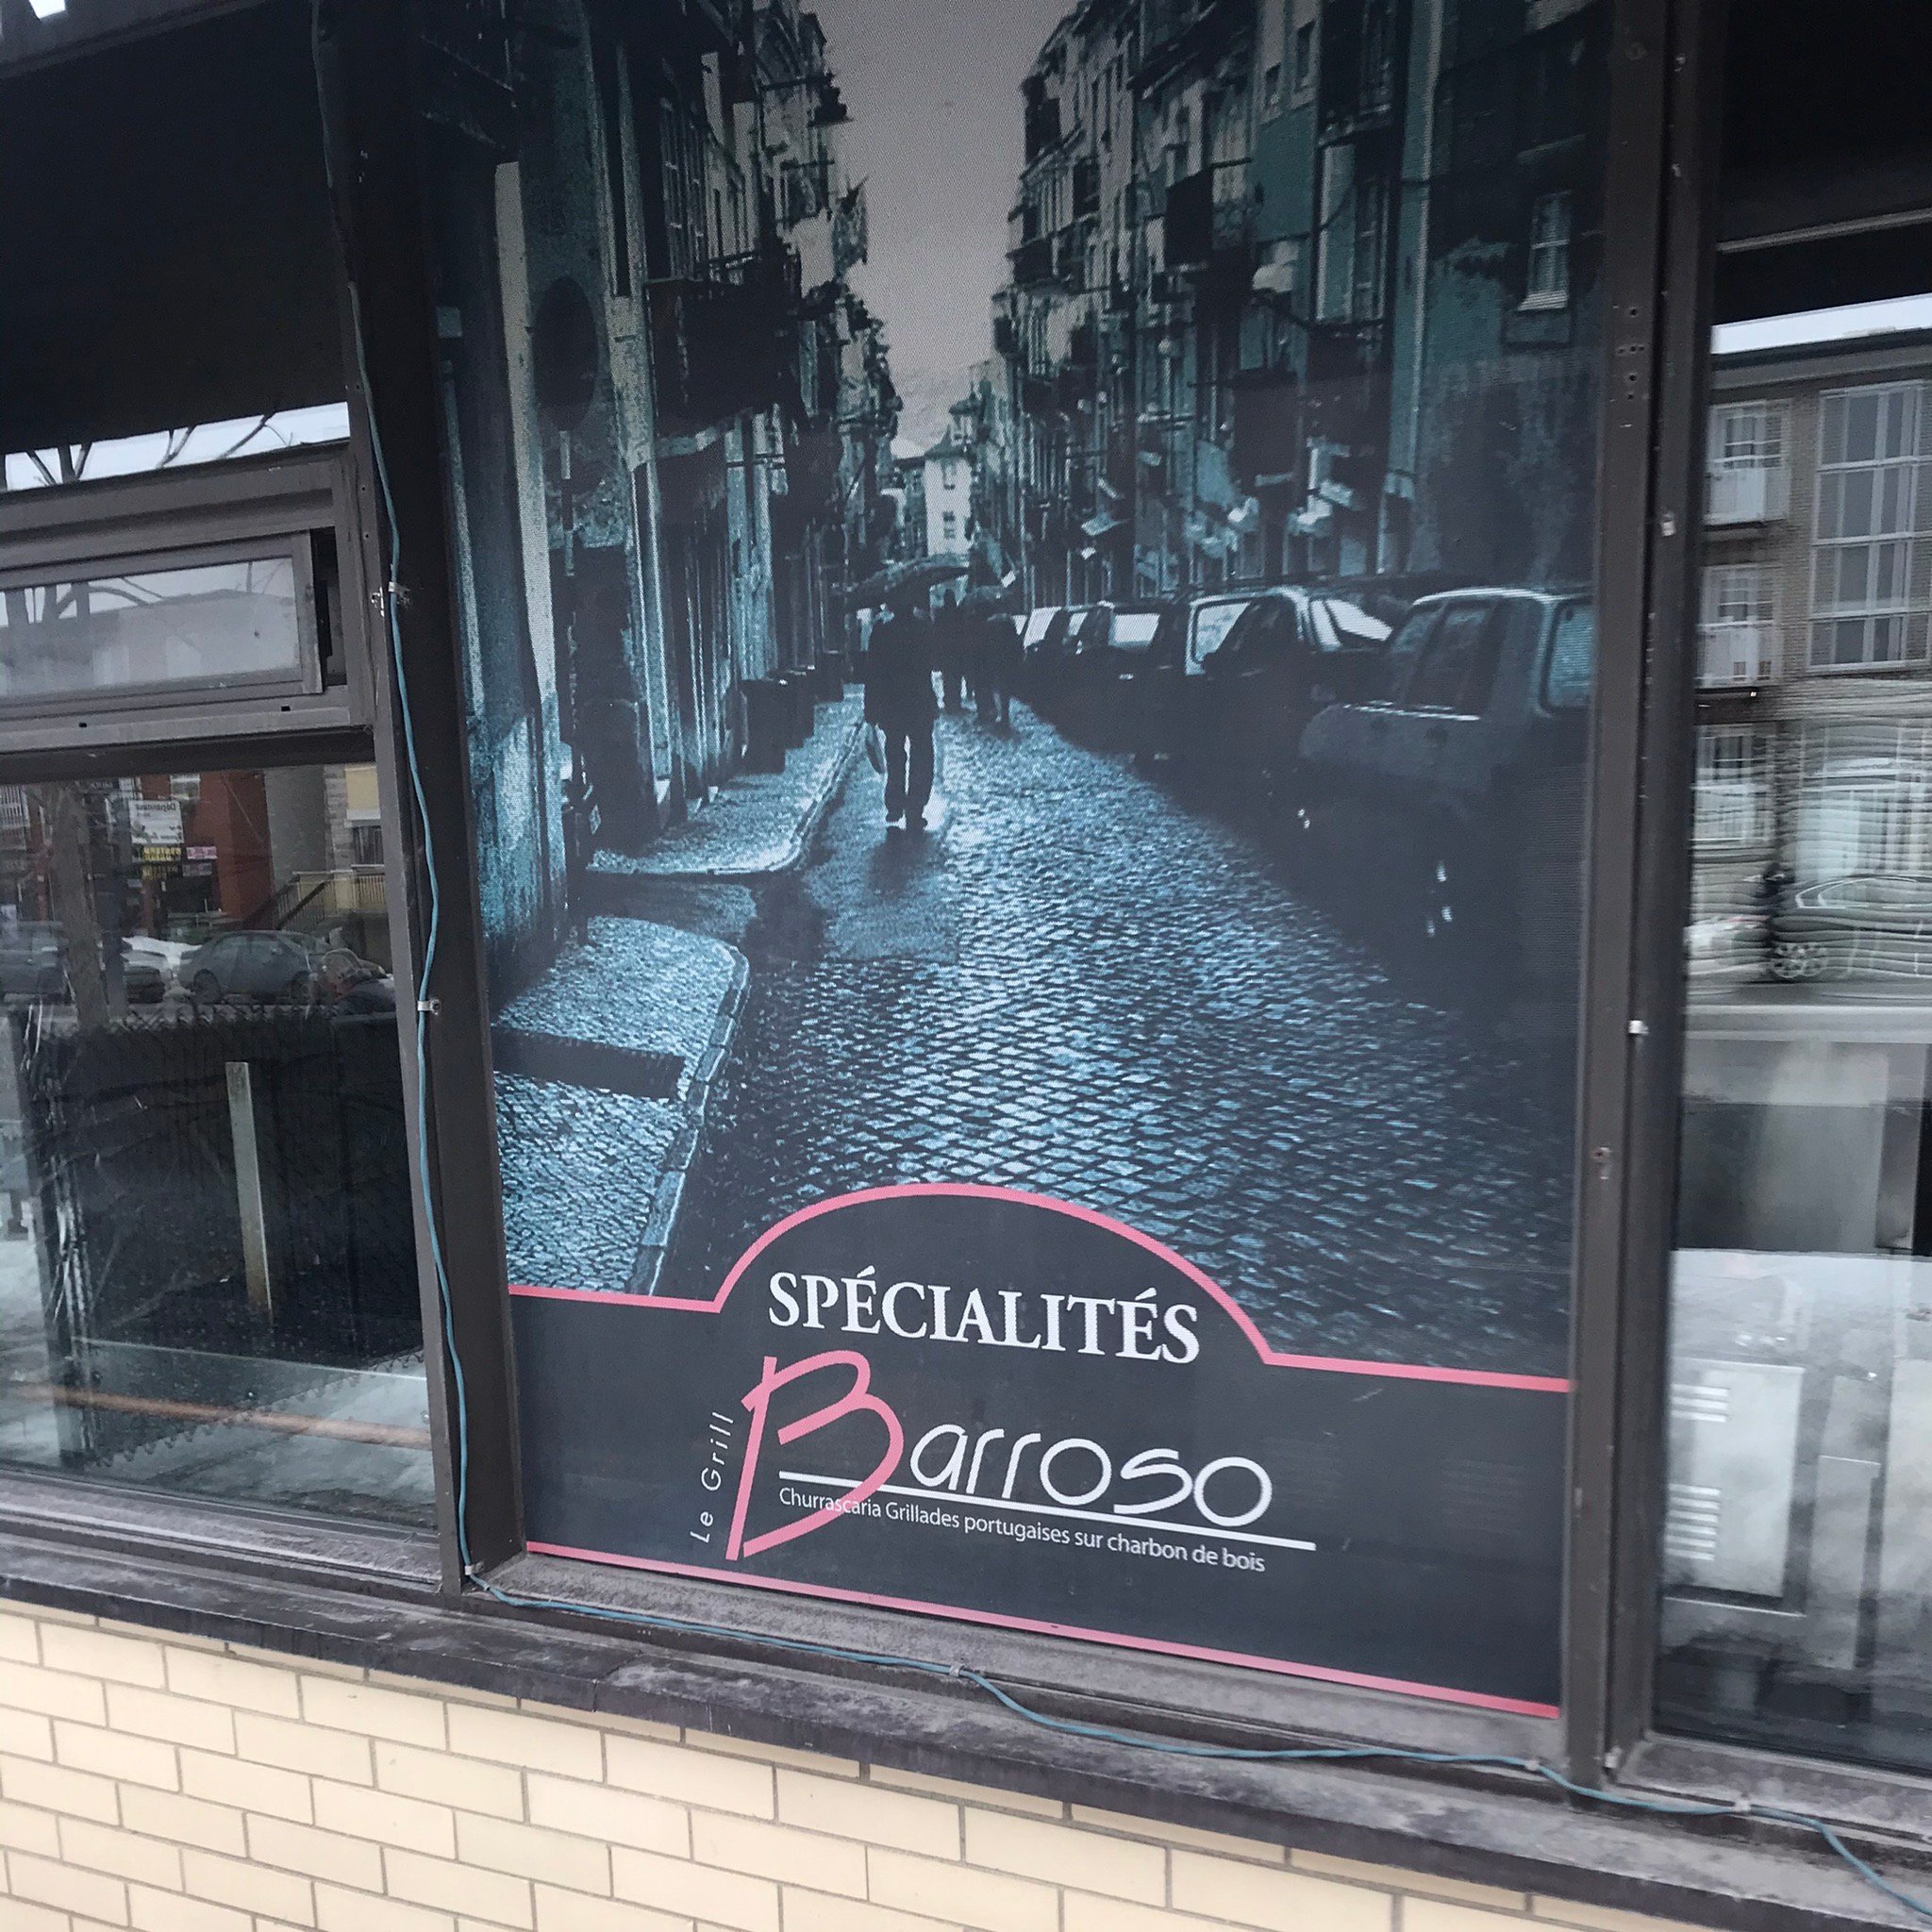 SPÉCIALITÉS
Le Grill
Barroso
Churrascaria Grillades portugaises sur charbon de bois